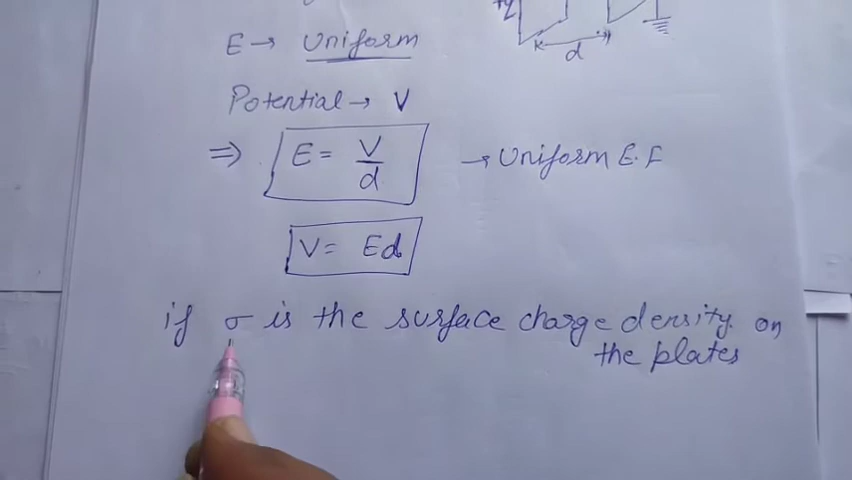 +q
d
E → Uniform
Potential → V
⇒ E = V/d → Uniform E.F
V = Ed
if σ is the surface charge density on
the plates